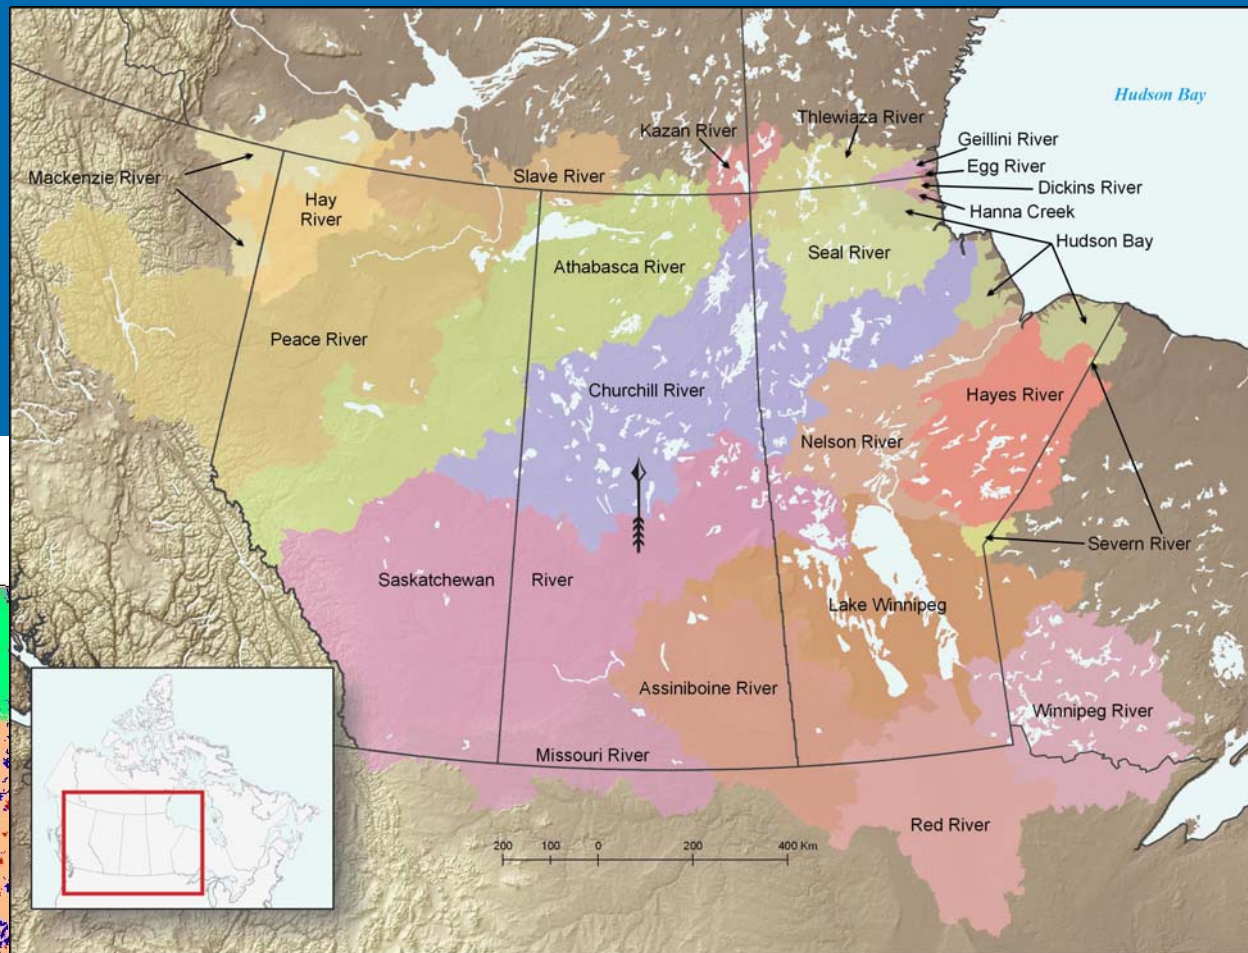 Hudson Bay
Thlewiaza River
Kazan River
Geillini River
Egg River
Slave River
Mackenzie River
Dickins River
Hay
River
Hanna Creek
Hudson Bay
Seal River
Athabasca River
Peace River
Churchill River
Hayes River
Nelson River
Severn River
Saskatchewan River
Lake Winnipeg
Assiniboine River
Winnipeg River
Missouri River
Red River
200 100 0 200 400 Km